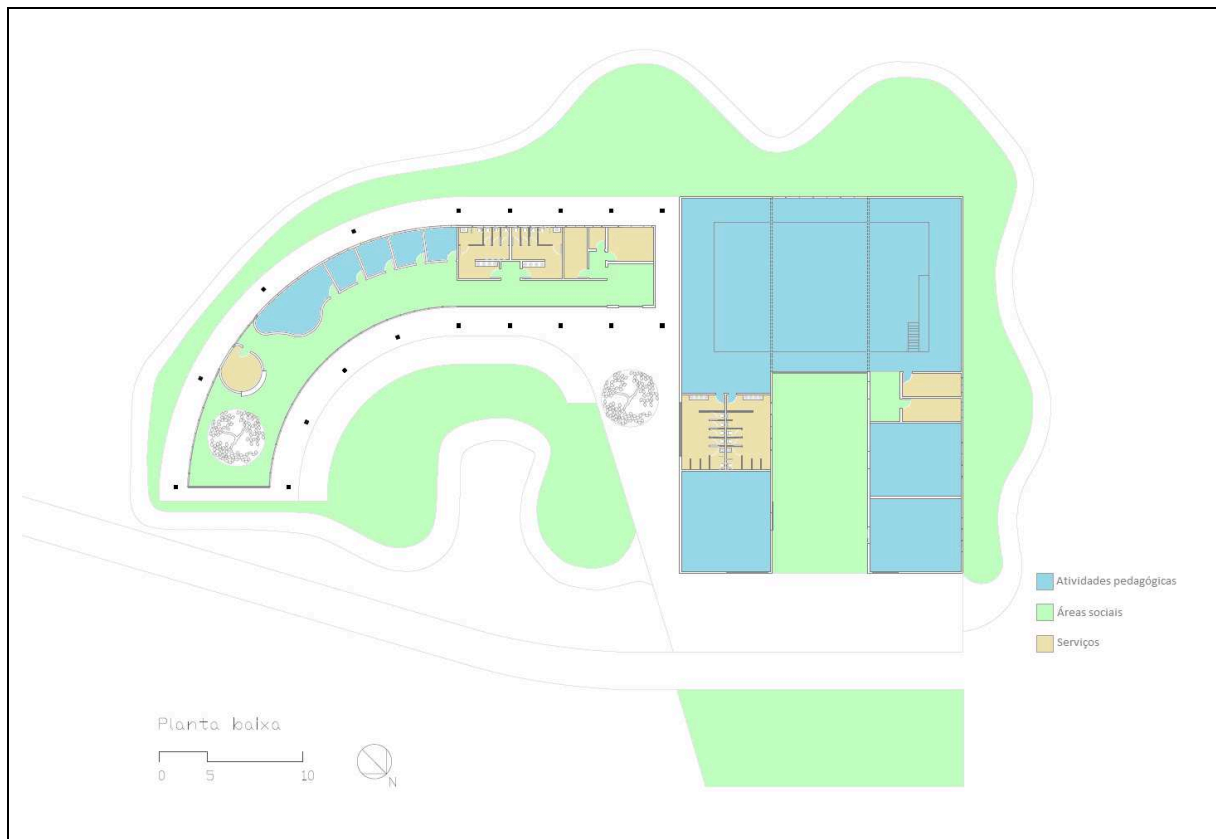 Atividades pedagógicas
Áreas sociais
Serviços
Planta baixa
0 5 10
N